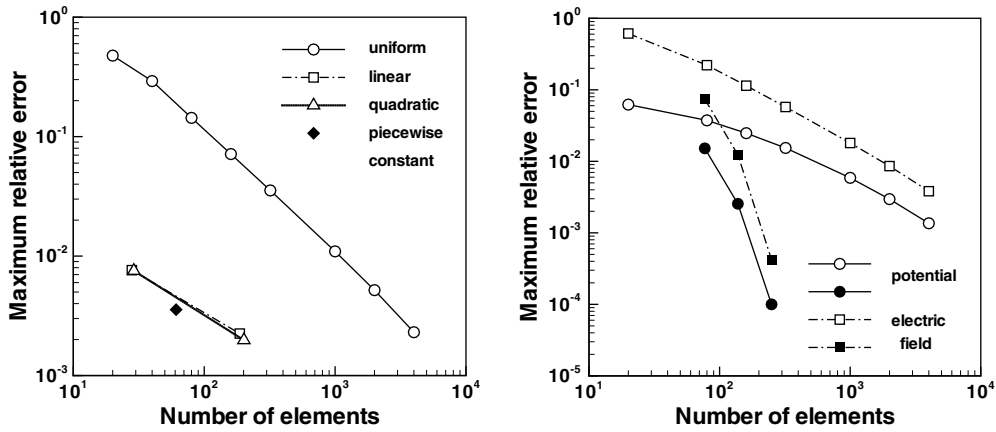 10^0
10^-1
10^-2
10^-3
Maximum relative error
uniform
linear
quadratic
piecewise
constant
10^1 10^2 10^3 10^4
Number of elements
10^0
10^-1
10^-2
10^-3
10^-4
10^-5
Maximum relative error
potential
electric
field
10^1 10^2 10^3 10^4
Number of elements